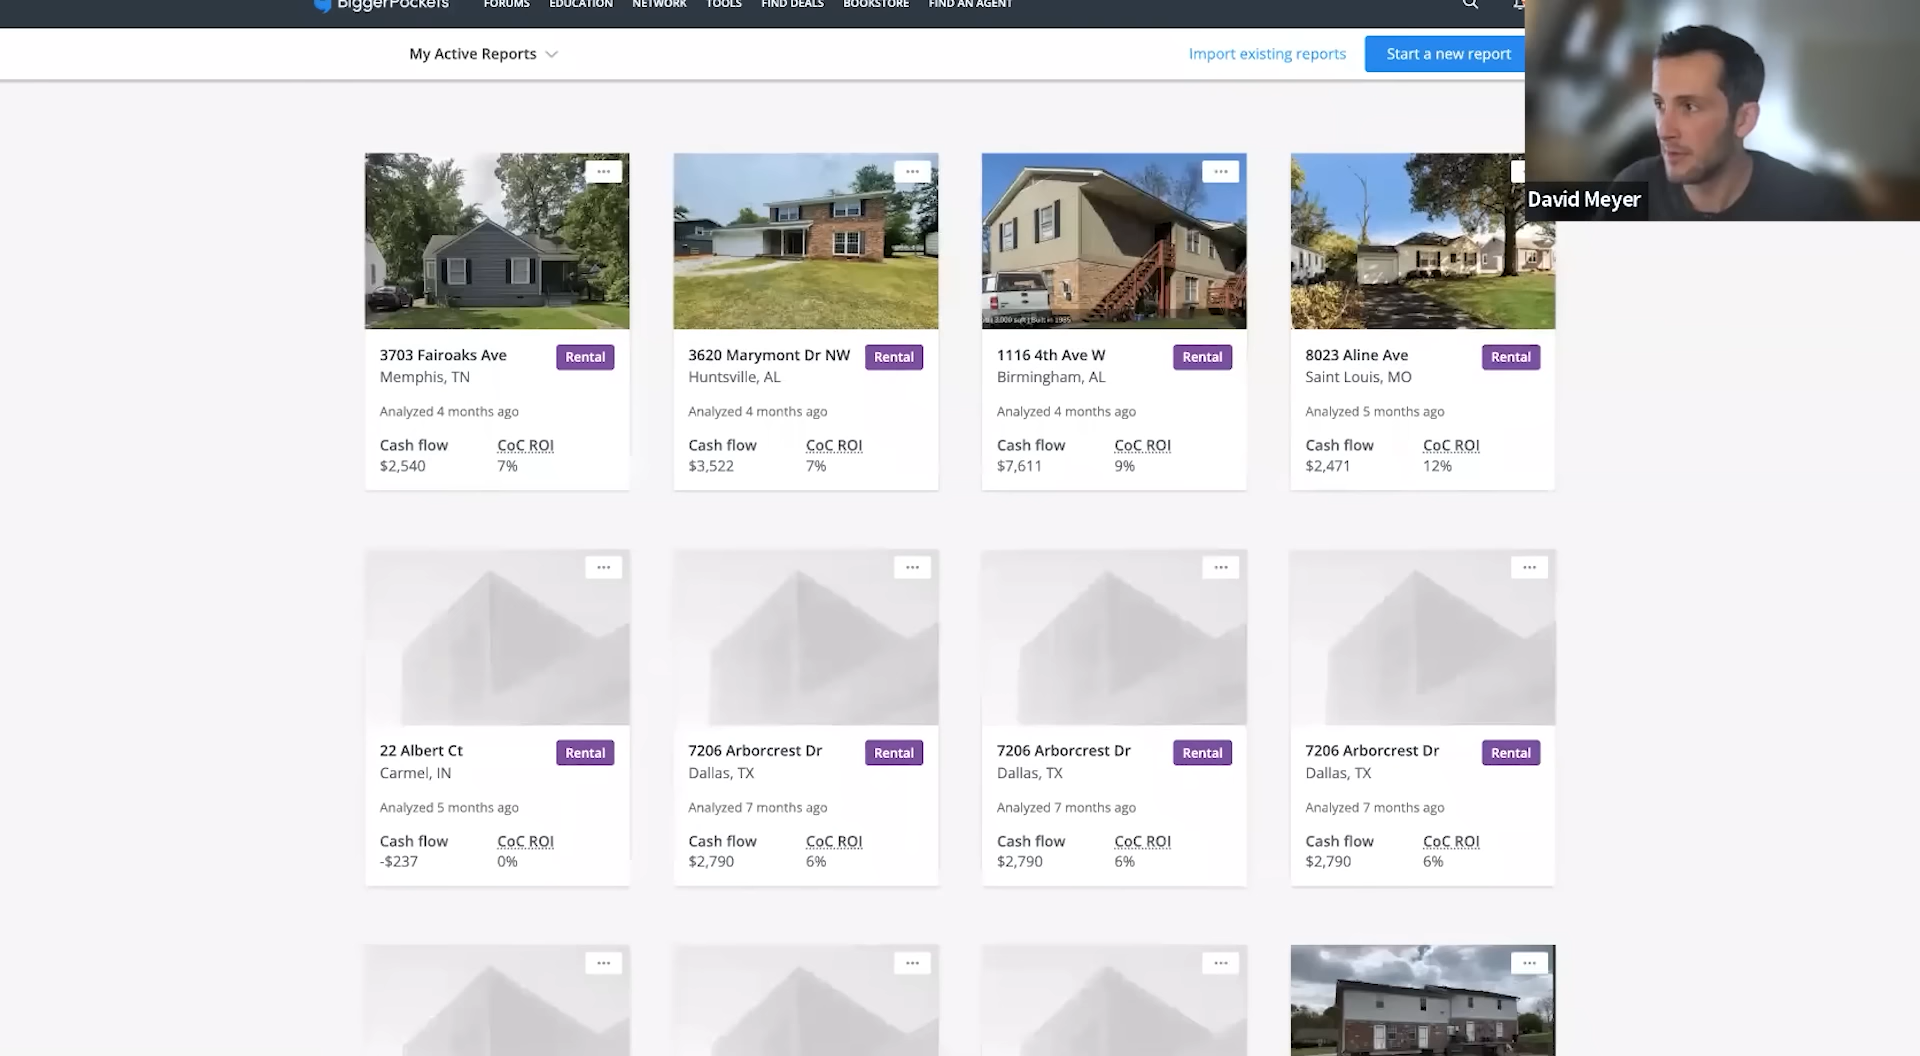 BiggerPockets
FORUMS EDUCATION NETWORK TOOLS FIND DEALS BOOKSTORE FIND AN AGENT
My Active Reports
Import existing reports
Start a new report
David Meyer
3,000 sqft | Built in 1985
3703 Fairoaks Ave
Rental
Memphis, TN
Analyzed 4 months ago
Cash flow CoC ROI
$2,540 7%
3620 Marymont Dr NW
Rental
Huntsville, AL
Analyzed 4 months ago
Cash flow CoC ROI
$3,522 7%
1116 4th Ave W
Rental
Birmingham, AL
Analyzed 4 months ago
Cash flow CoC ROI
$7,611 9%
8023 Aline Ave
Rental
Saint Louis, MO
Analyzed 5 months ago
Cash flow CoC ROI
$2,471 12%
22 Albert Ct
Rental
Carmel, IN
Analyzed 5 months ago
Cash flow CoC ROI
-$237 0%
7206 Arborcrest Dr
Rental
Dallas, TX
Analyzed 7 months ago
Cash flow CoC ROI
$2,790 6%
7206 Arborcrest Dr
Rental
Dallas, TX
Analyzed 7 months ago
Cash flow CoC ROI
$2,790 6%
7206 Arborcrest Dr
Rental
Dallas, TX
Analyzed 7 months ago
Cash flow CoC ROI
$2,790 6%